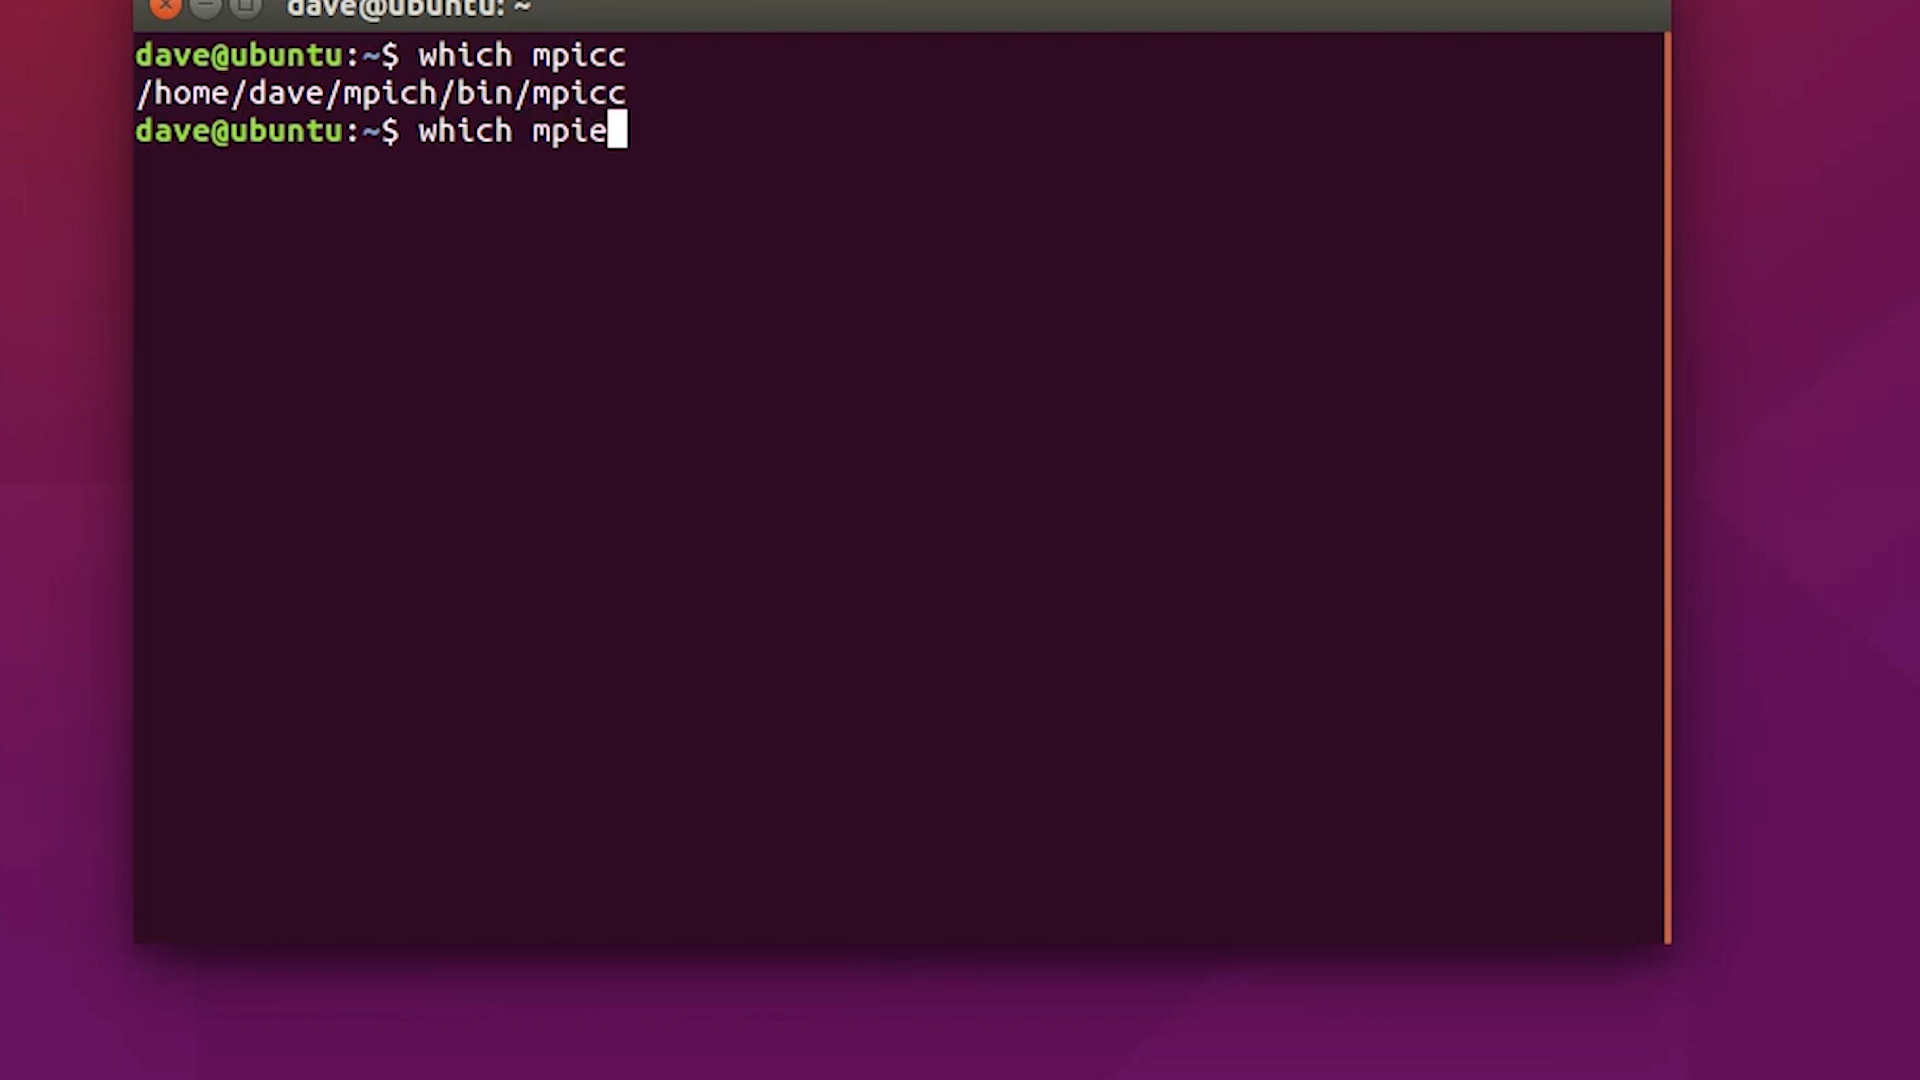 dave@ubuntu: ~
dave@ubuntu:~$ which mpicc
/home/dave/mpich/bin/mpicc
dave@ubuntu:~$ which mpie